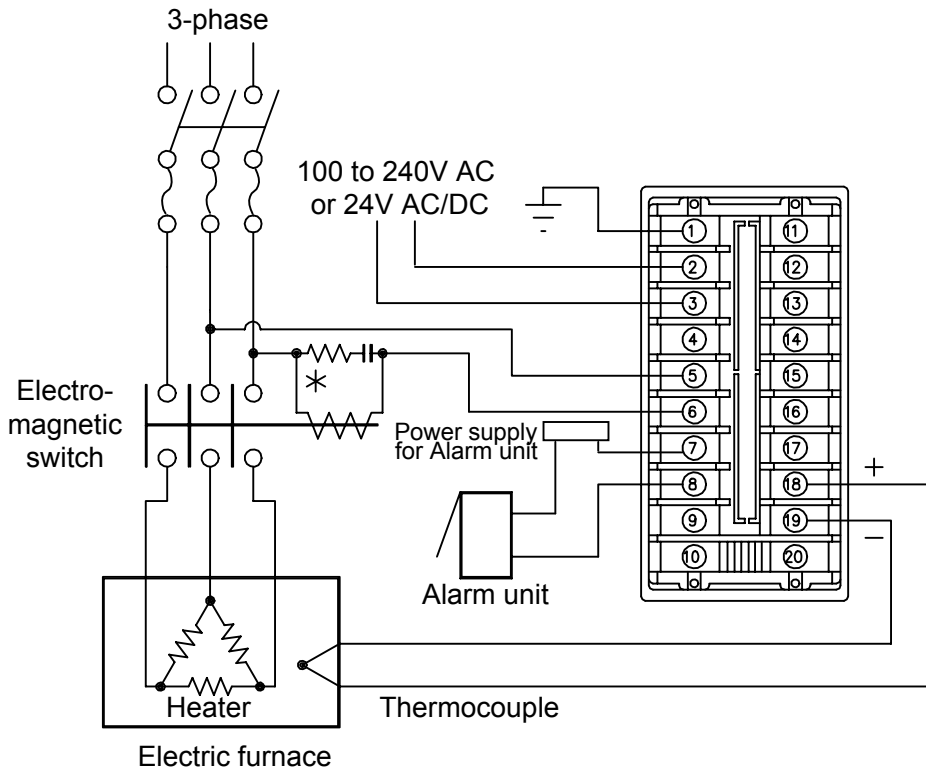 3-phase
100 to 240V AC
or 24V AC/DC
1
2
3
4
5
6
7
8
9
10
11
12
13
14
15
16
17
18
19
20
Electro-
magnetic
switch
Power supply
for Alarm unit
+
−
Alarm unit
Heater
Thermocouple
Electric furnace